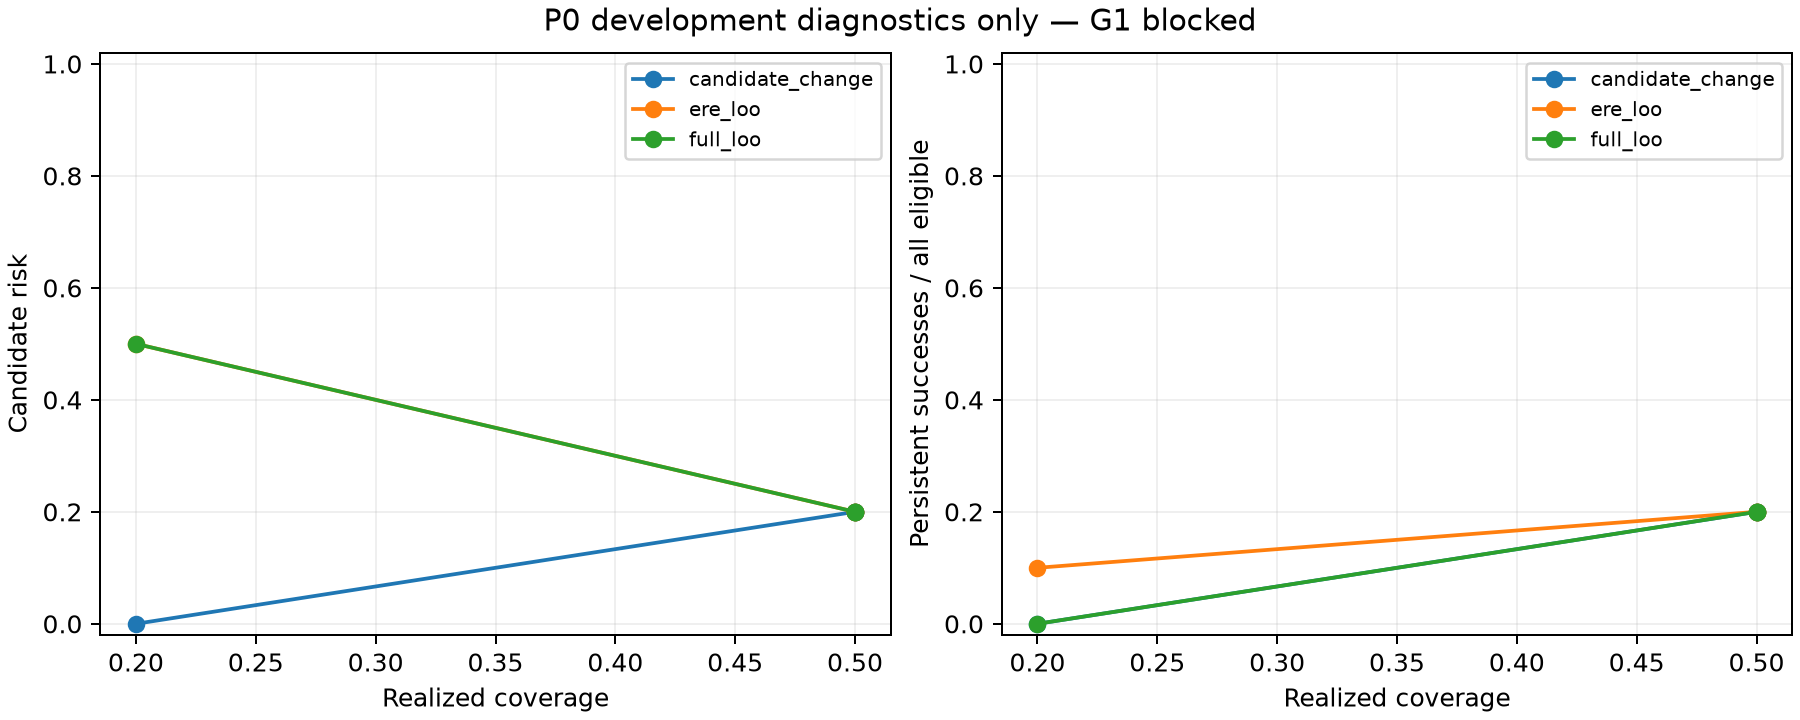 P0 development diagnostics only — G1 blocked
Candidate risk
1.0
0.8
0.6
0.4
0.2
0.0
candidate_change
ere_loo
full_loo
0.20
0.25
0.30
0.35
0.40
0.45
0.50
Realized coverage
Persistent successes / all eligible
1.0
0.8
0.6
0.4
0.2
0.0
candidate_change
ere_loo
full_loo
0.20
0.25
0.30
0.35
0.40
0.45
0.50
Realized coverage